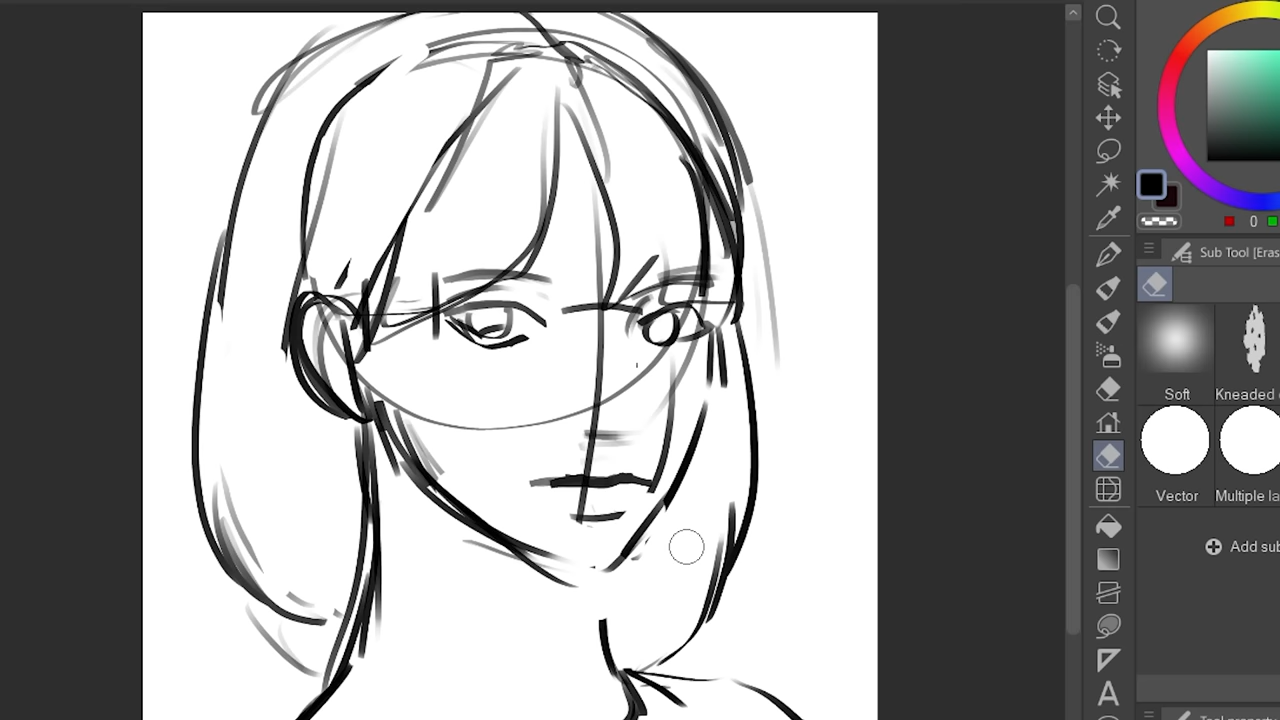 0
Sub Tool [Eras
Soft
Kneaded
Vector
Multiple la
Add sub